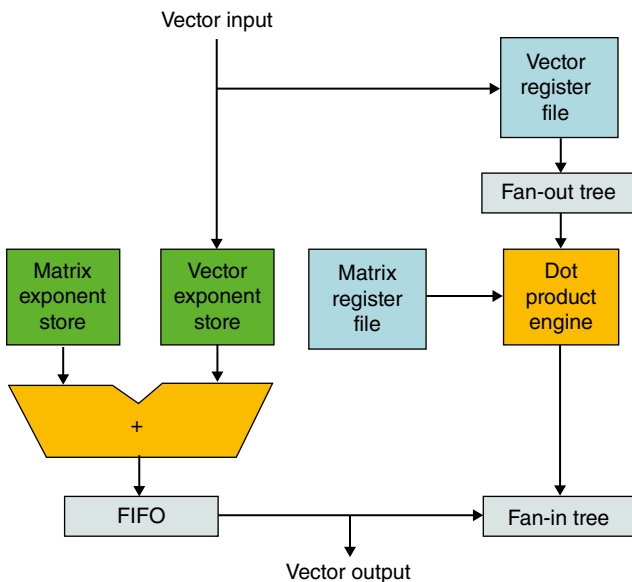 Vector input
Vector
register
file
Fan-out tree
Matrix
exponent
store
Vector
exponent
store
Matrix
register
file
Dot
product
engine
+
FIFO
Fan-in tree
Vector output